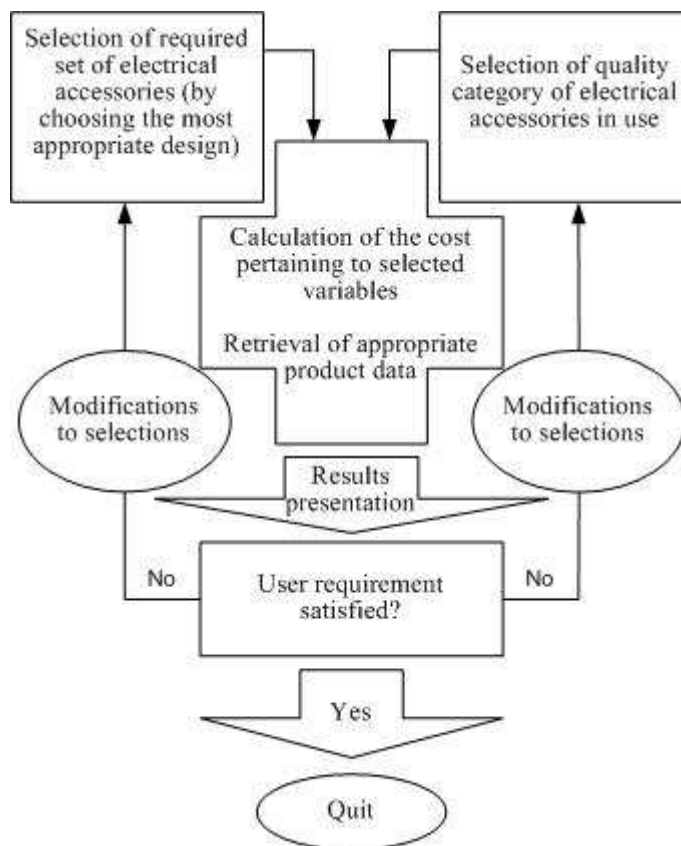 Selection of required
set of electrical
accessories (by
choosing the most
appropriate design)
Selection of quality
category of electrical
accessories in use
Calculation of the cost
pertaining to selected
variables
Retrieval of appropriate
product data
Modifications
to selections
Modifications
to selections
Results
presentation
No
User requirement
satisfied?
No
Yes
Quit